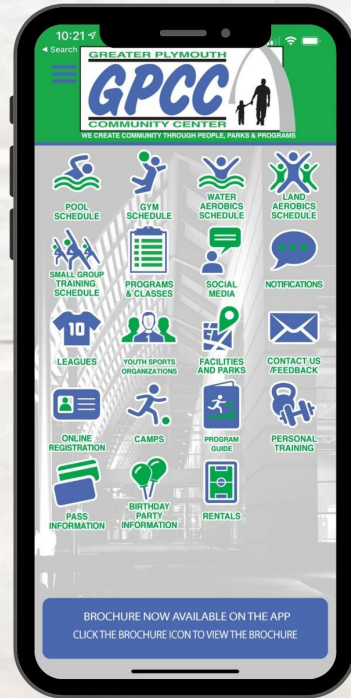 10:21
Search
GREATER PLYMOUTH
GPCC
COMMUNITY CENTER
WE CREATE COMMUNITY THROUGH PEOPLE, PARKS & PROGRAMS
POOL
SCHEDULE
GYM
SCHEDULE
WATER
AEROBICS
SCHEDULE
LAND
AEROBICS
SCHEDULE
SMALL GROUP
TRAINING
SCHEDULE
PROGRAMS
& CLASSES
SOCIAL
MEDIA
NOTIFICATIONS
10
LEAGUES
YOUTH SPORTS
ORGANIZATIONS
FACILITIES
AND PARKS
CONTACT US
/FEEDBACK
ONLINE
REGISTRATION
CAMPS
PROGRAM
GUIDE
PERSONAL
TRAINING
PASS
INFORMATION
BIRTHDAY
PARTY
INFORMATION
RENTALS
BROCHURE NOW AVAILABLE ON THE APP
CLICK THE BROCHURE ICON TO VIEW THE BROCHURE